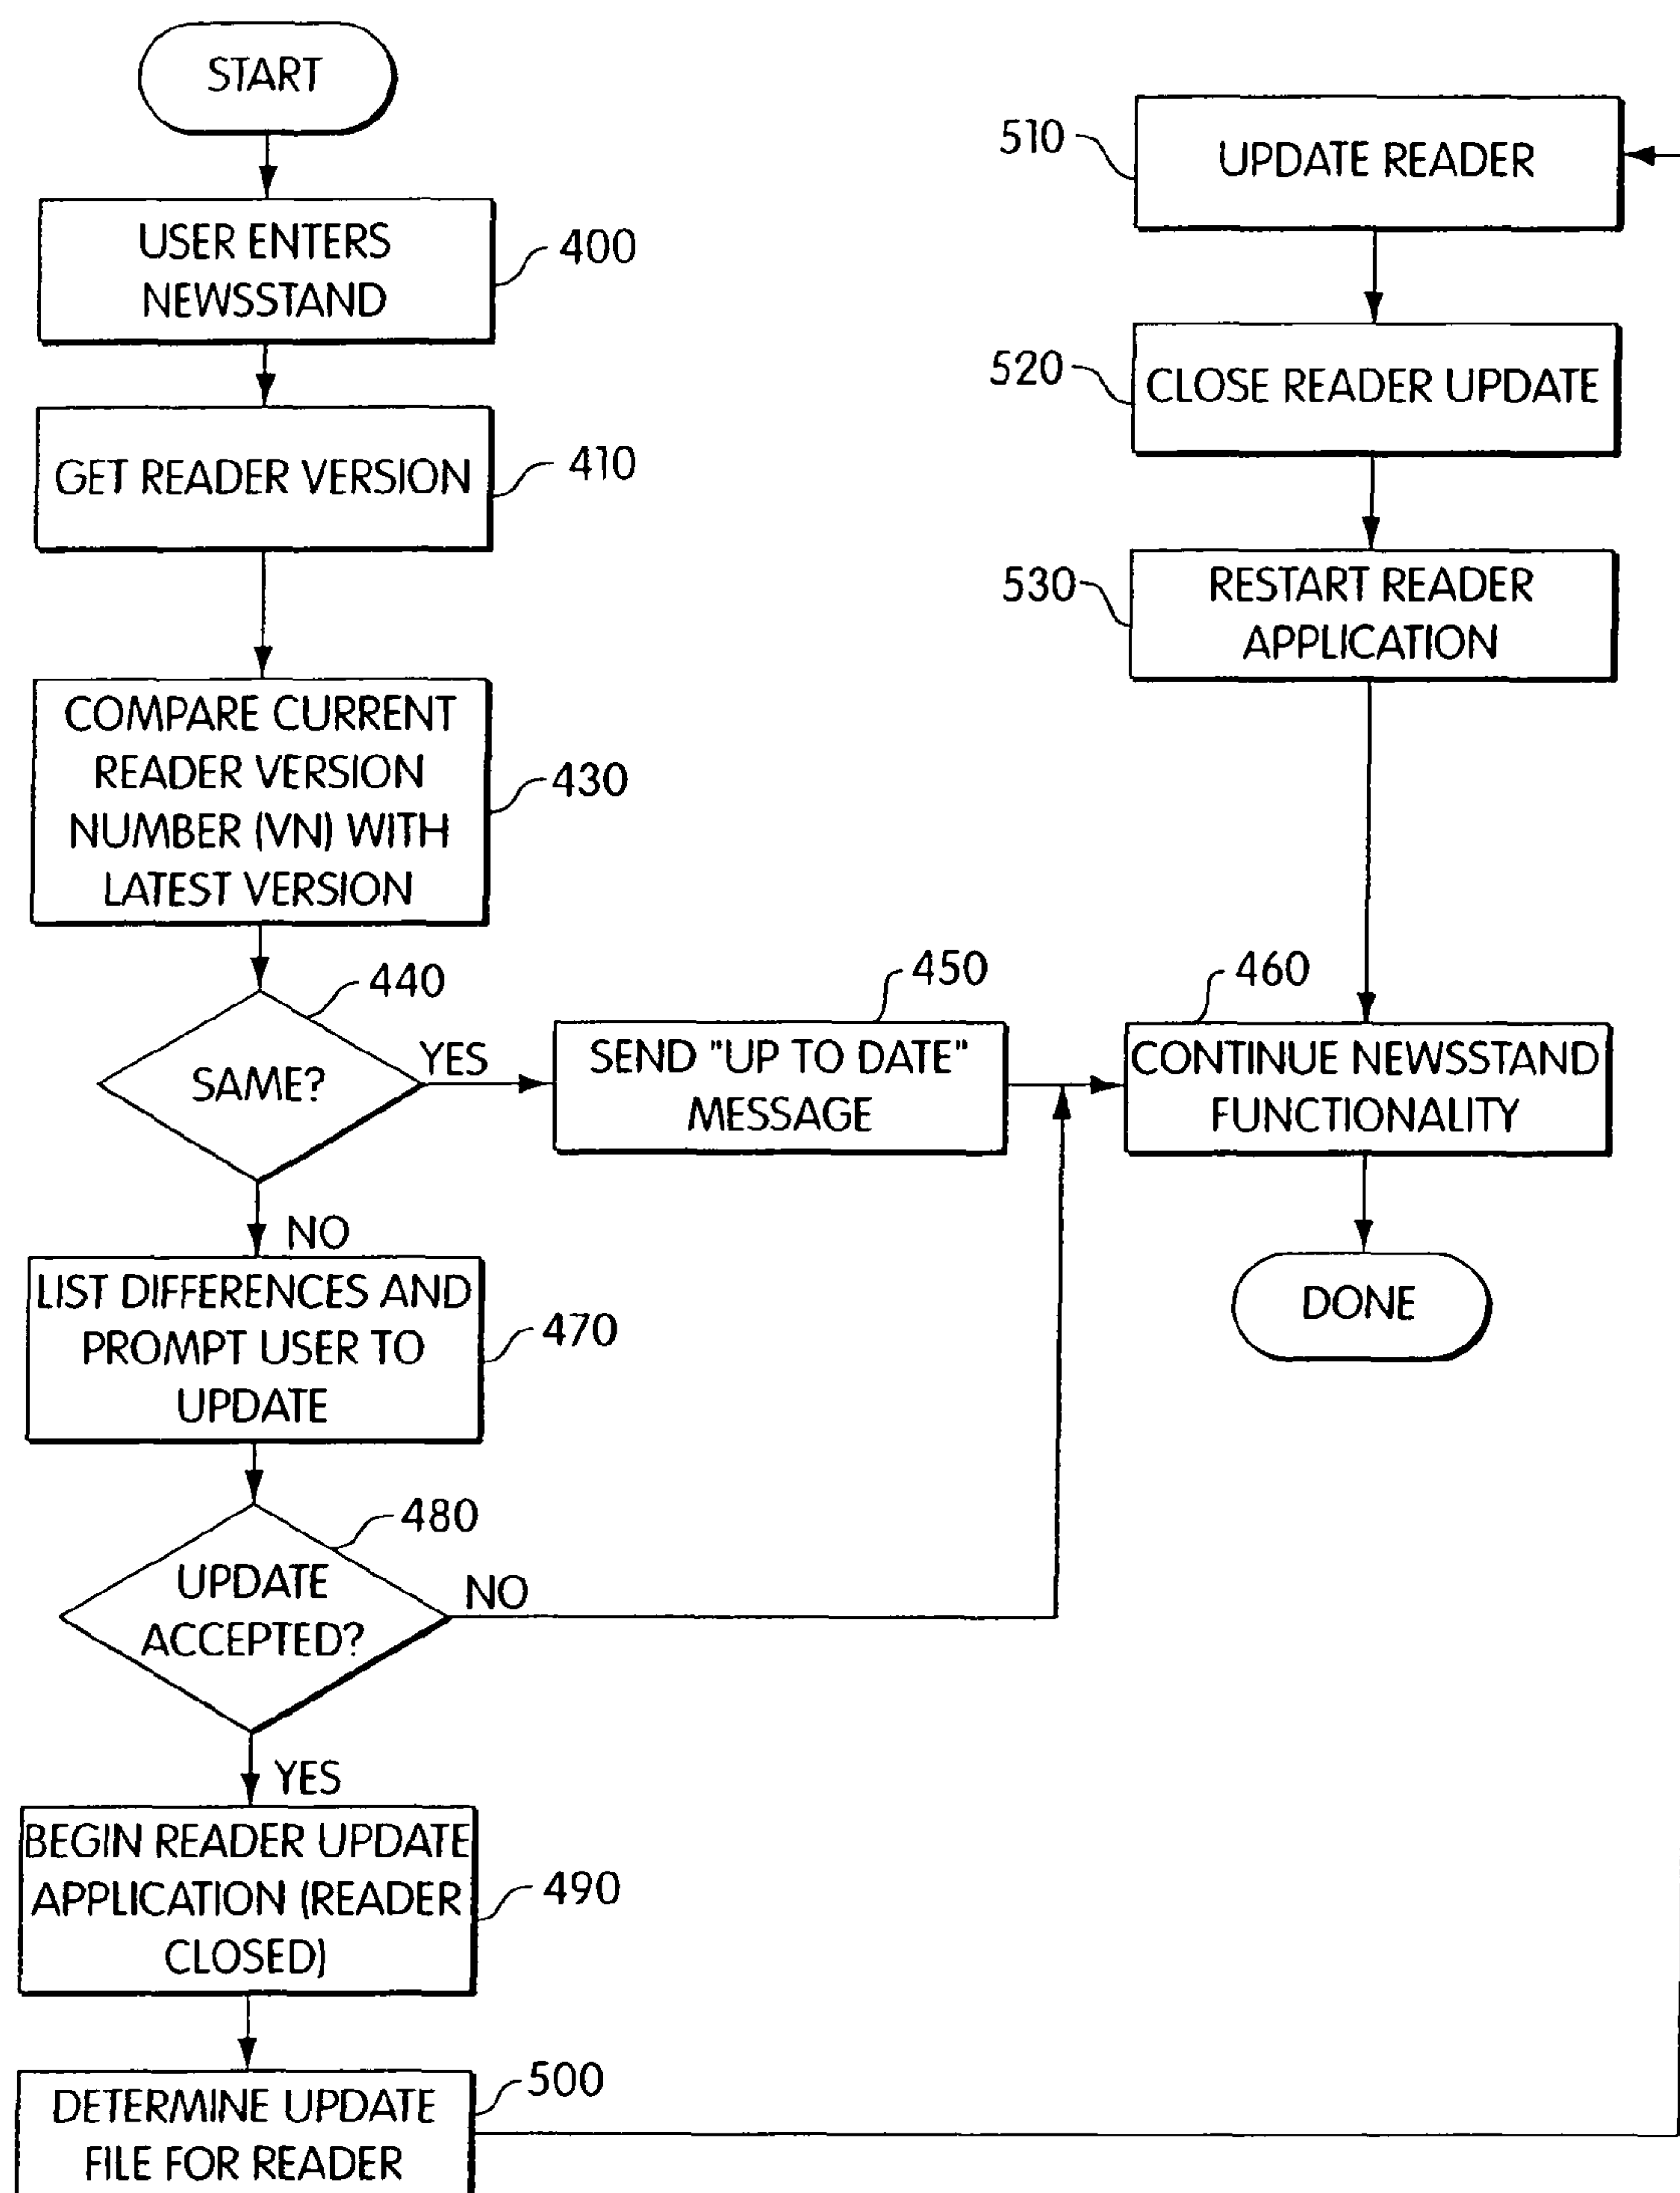 START
USER ENTERS
NEWSSTAND
400
GET READER VERSION
410
COMPARE CURRENT
READER VERSION
NUMBER (VN) WITH
LATEST VERSION
430
SAME?
440
YES
NO
SEND "UP TO DATE"
MESSAGE
450
LIST DIFFERENCES AND
PROMPT USER TO
UPDATE
470
UPDATE
ACCEPTED?
480
NO
YES
BEGIN READER UPDATE
APPLICATION (READER
CLOSED)
490
DETERMINE UPDATE
FILE FOR READER
500
510
UPDATE READER
520
CLOSE READER UPDATE
530
RESTART READER
APPLICATION
460
CONTINUE NEWSSTAND
FUNCTIONALITY
DONE